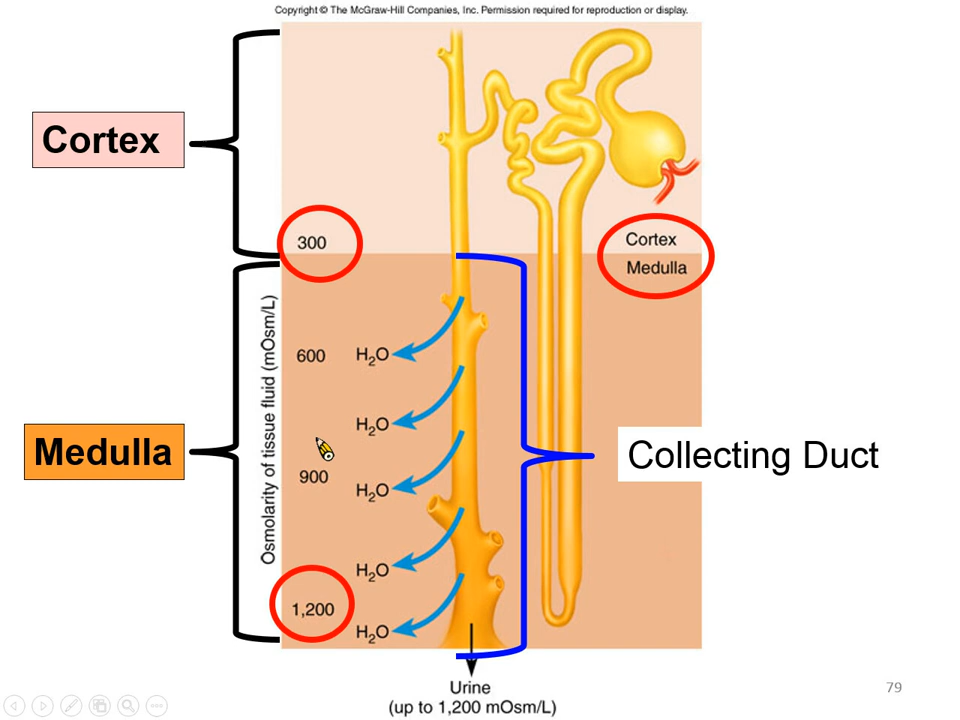 Copyright © The McGraw-Hill Companies, Inc. Permission required for reproduction or display.
Cortex
300
Cortex
Medulla
Osmolarity of tissue fluid (mOsm/L)
600
H₂O
H₂O
Medulla
Collecting Duct
900
H₂O
H₂O
1,200
H₂O
Urine
(up to 1,200 mOsm/L)
79